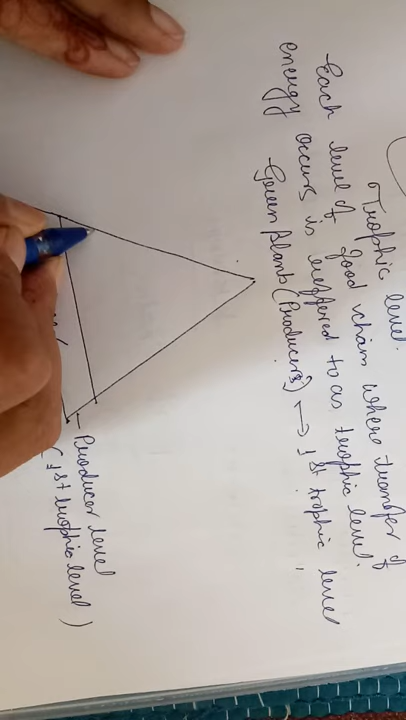 Trophic level.
Each level of food chain where transfer of
energy occurs is reffered to as trophic level.
Green plants (Producers) → 1st trophic level
Producer level
(1st trophic level)